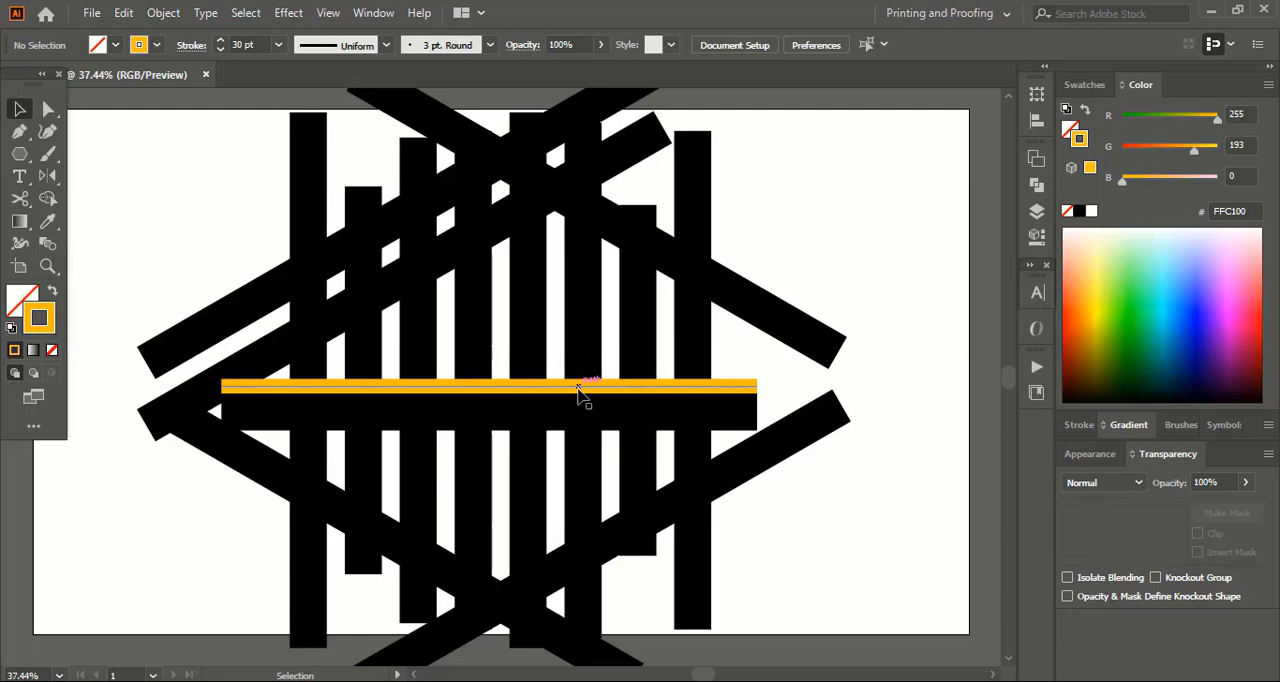 Ai File Edit Object Type Select Effect View Window Help Printing and Proofing Search Adobe Stock
No Selection Stroke: 30 pt Uniform 3 pt. Round Opacity: 100% Style: Document Setup Preferences
@ 37.44% (RGB/Preview)
Swatches Color
R 255
G 193
B 0
# FFC100
path
Stroke Gradient Brushes Symbol:
Appearance Transparency
Normal Opacity: 100%
Make Mask
Clip
Invert Mask
Isolate Blending Knockout Group
Opacity & Mask Define Knockout Shape
37.44% 1 Selection